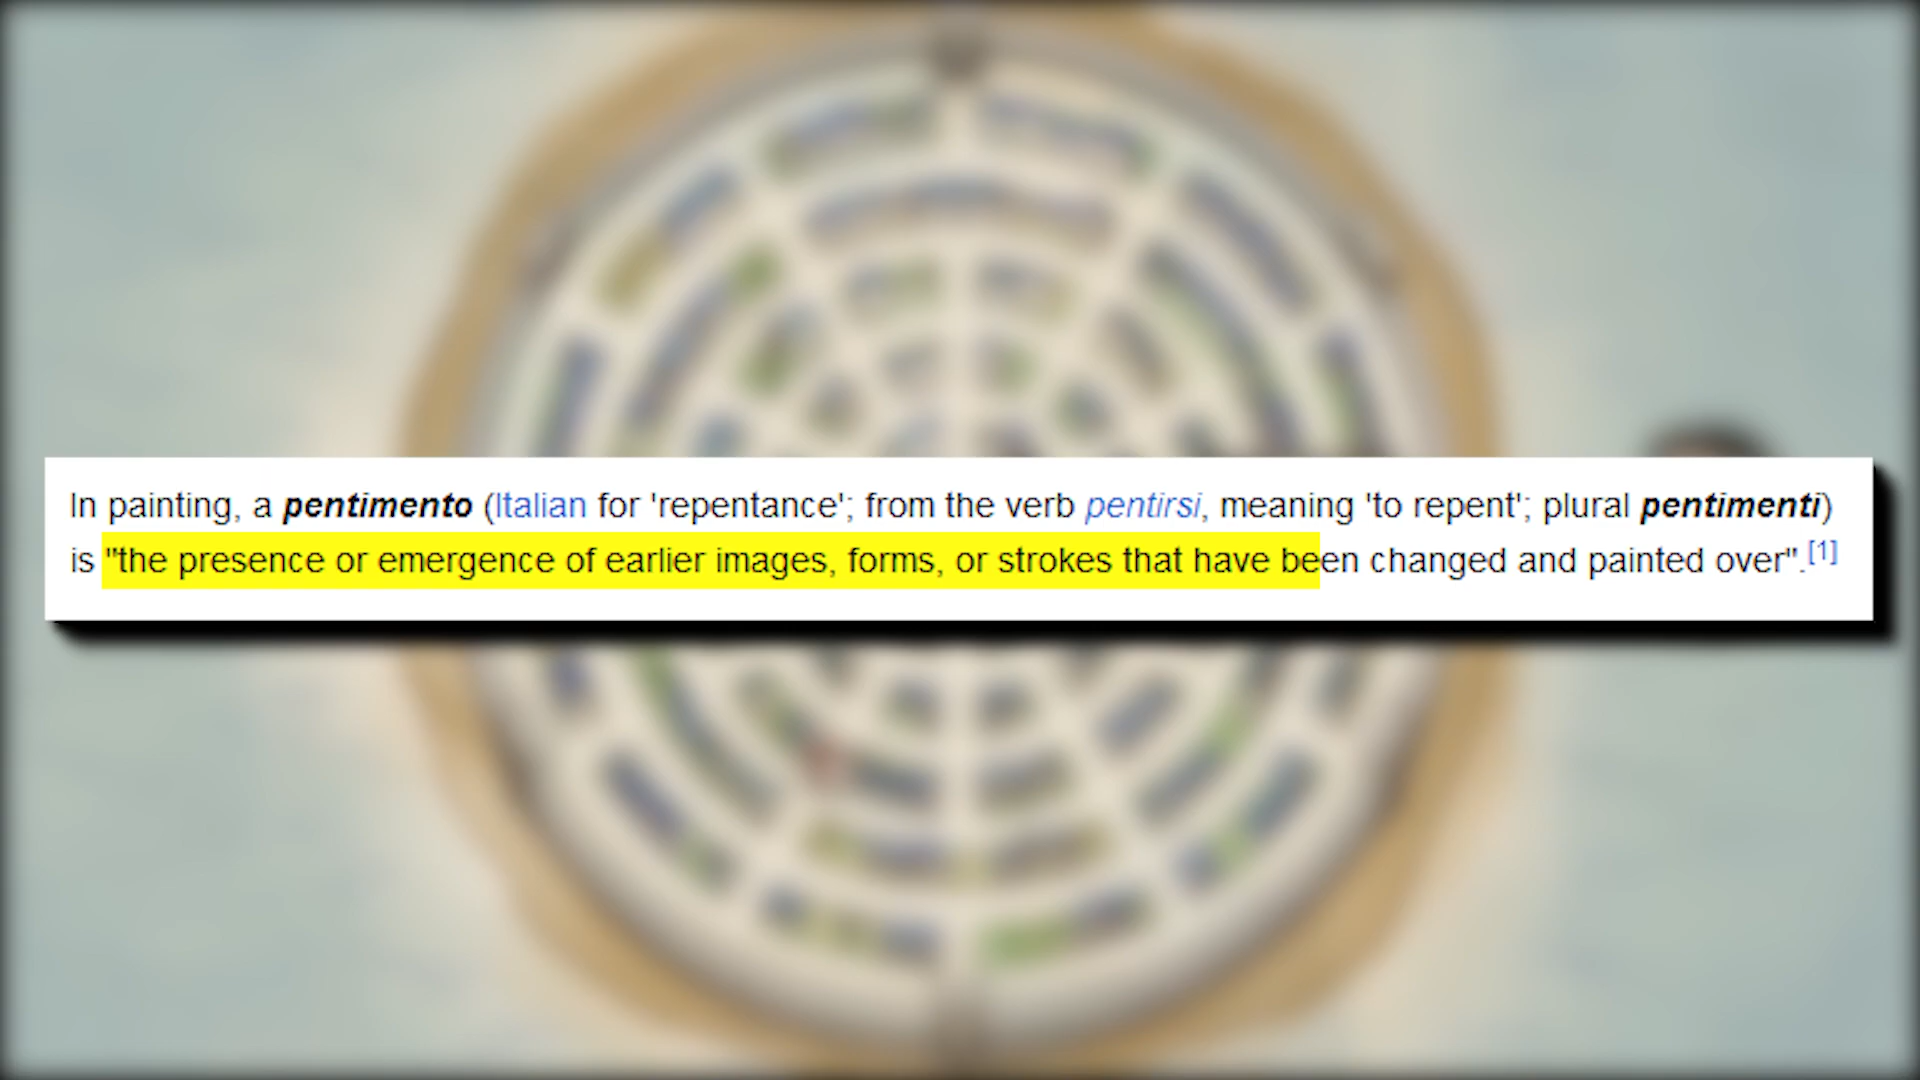 In painting, a pentimento (Italian for 'repentance'; from the verb pentirsi, meaning 'to repent'; plural pentimenti)
is "the presence or emergence of earlier images, forms, or strokes that have been changed and painted over".[1]